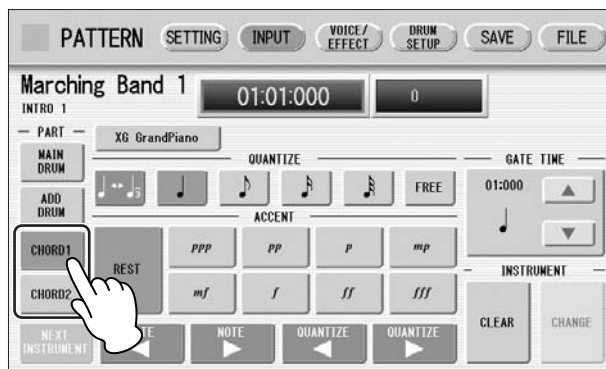 PATTERN SETTING INPUT VOICE/ EFFECT DRUM SETUP SAVE FILE
Marching Band 1 01:01:000 0
INTRO 1
PART XG GrandPiano
MAIN DRUM
QUANTIZE GATE TIME
FREE 01:000
ADD DRUM
ACCENT
CHORD1 REST ppp pp p mp
INSTRUMENT
CHORD2 mf f ff fff
CLEAR CHANGE
NEXT INSTRUMENT NOTE QUANTIZE QUANTIZE